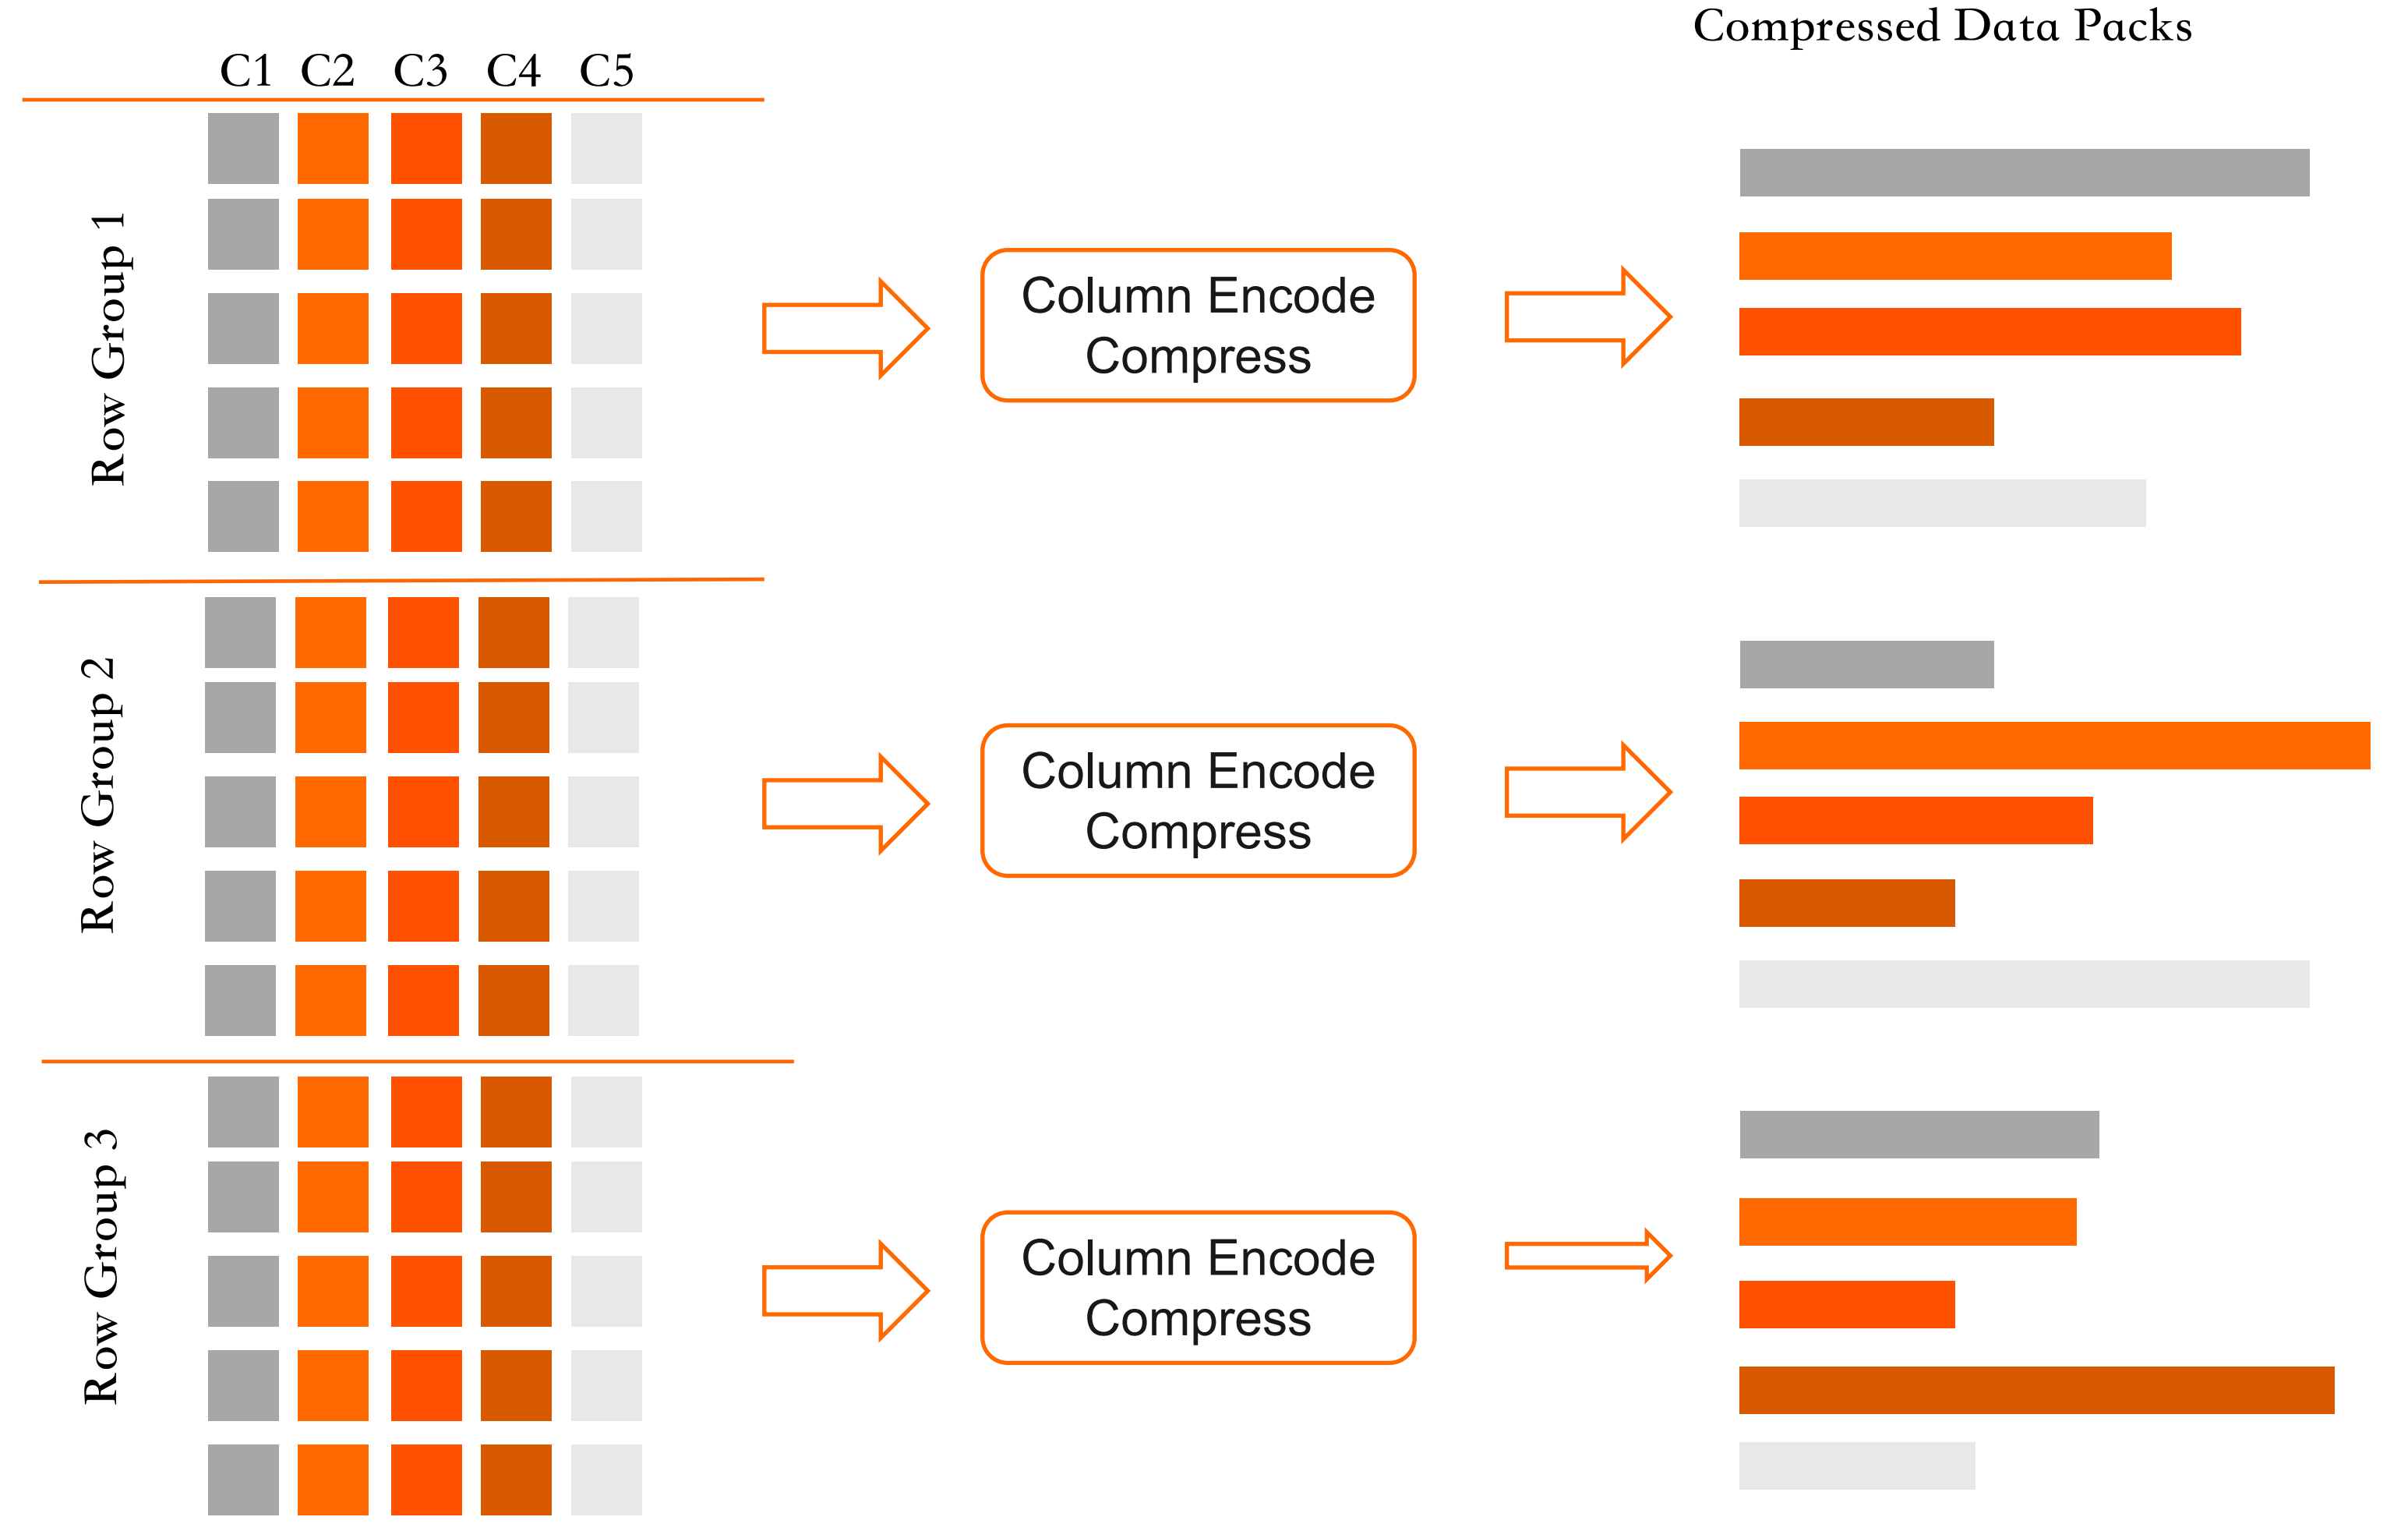 Compressed Data Packs
C1 C2 C3 C4 C5
Row Group 1
Column Encode
Compress
Row Group 2
Column Encode
Compress
Row Group 3
Column Encode
Compress